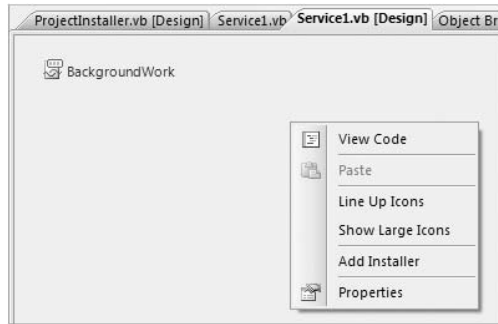 ProjectInstaller.vb [Design] Service1.vb Service1.vb [Design] Object Br
BackgroundWork
View Code
Paste
Line Up Icons
Show Large Icons
Add Installer
Properties